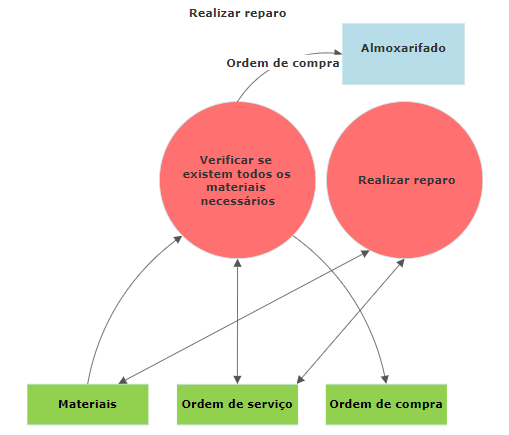 Realizar reparo
Almoxarifado
Ordem de compra
Verificar se
existem todos os
materiais
necessários
Realizar reparo
Materiais
Ordem de serviço
Ordem de compra